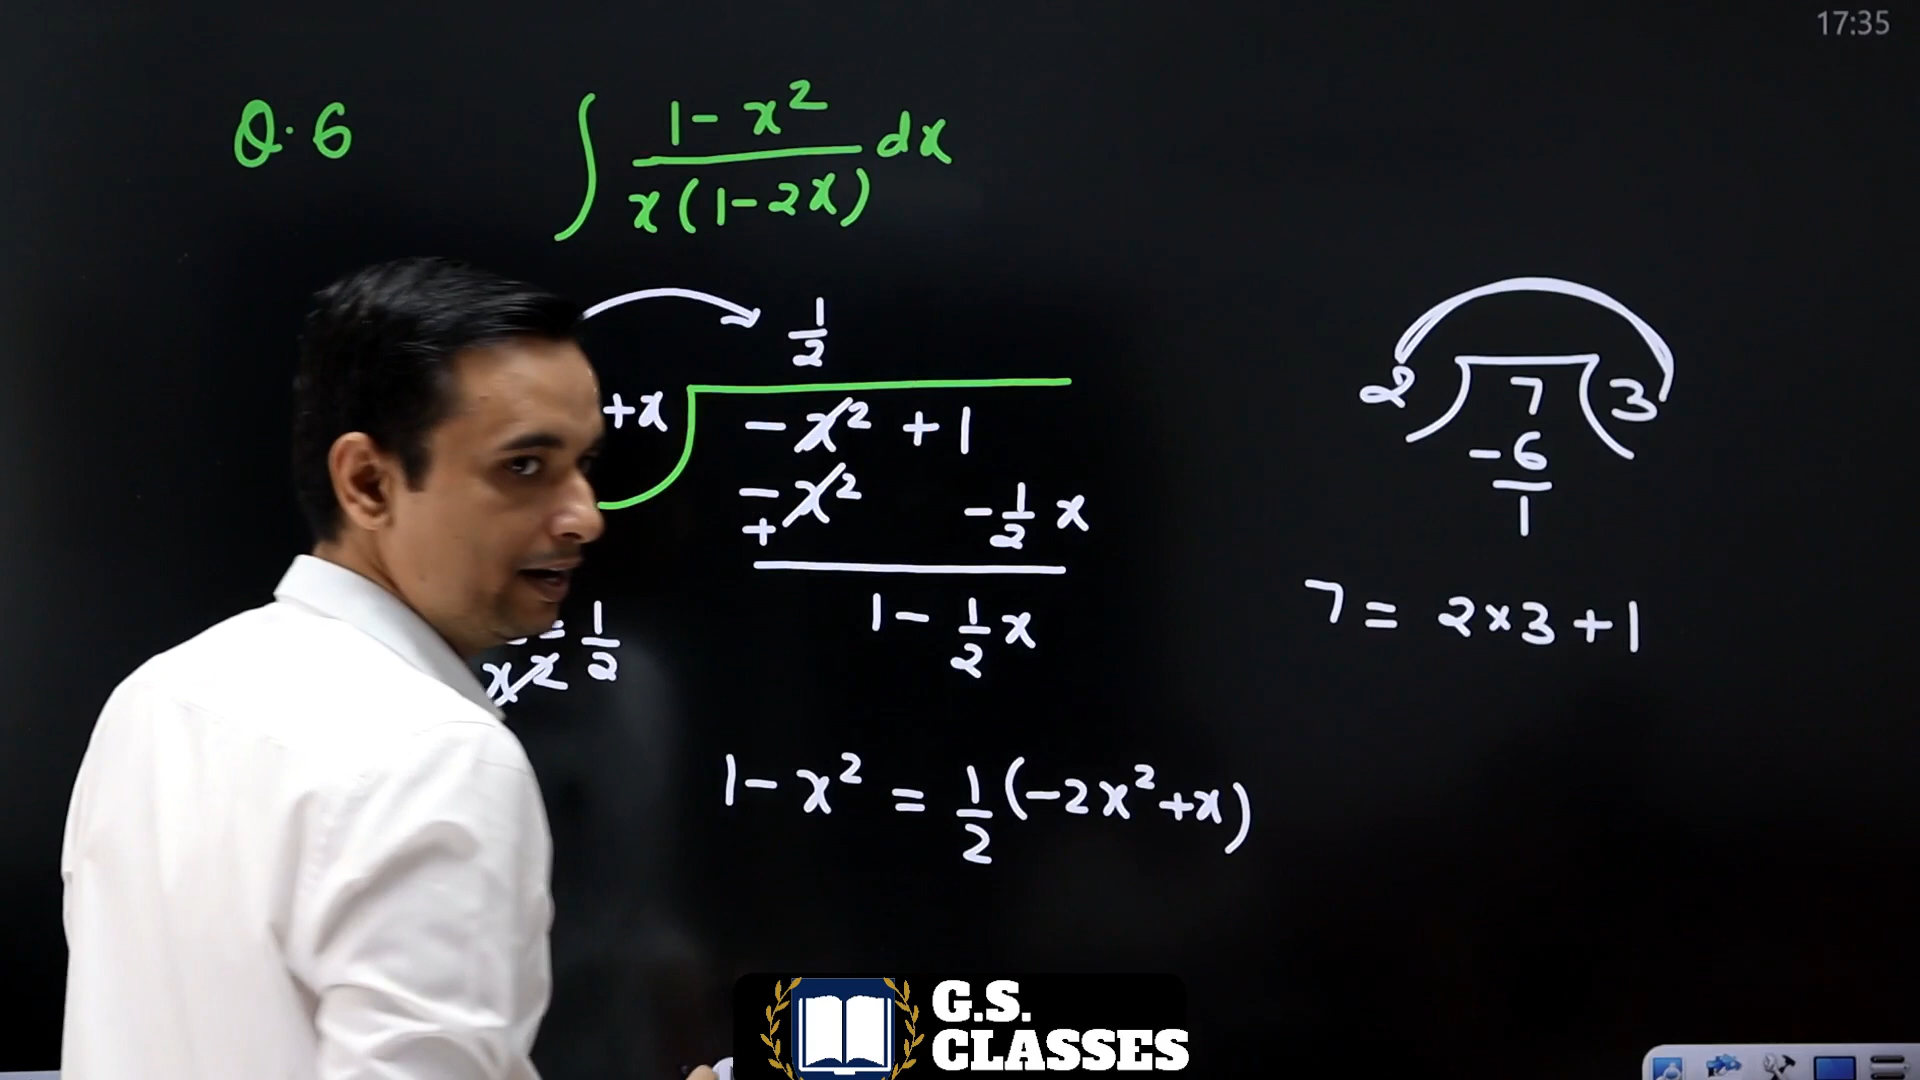 17:35
Q.6 ∫ 1-x² / x(1-2x) dx
1/2
+x
-x² + 1
-x² - 1/2 x
+
1 - 1/2 x
= 1/2
x 2
2 7 3
-6
1
7 = 2×3+1
1-x² = 1/2 (-2x²+x)
G.S.
CLASSES